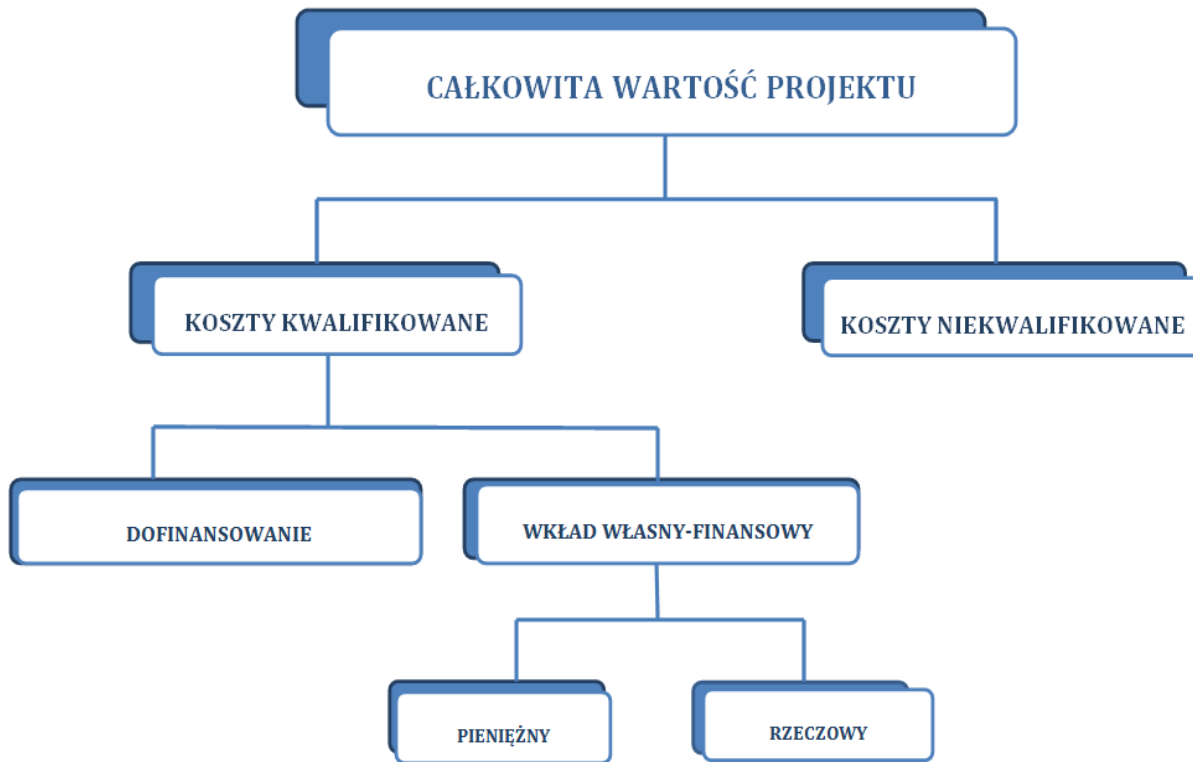 CAŁKOWITA WARTOŚĆ PROJEKTU
KOSZTY KWALIFIKOWANE
KOSZTY NIEKWALIFIKOWANE
DOFINANSOWANIE
WKŁAD WŁASNY-FINANSOWY
PIENIĘŻNY
RZECZOWY